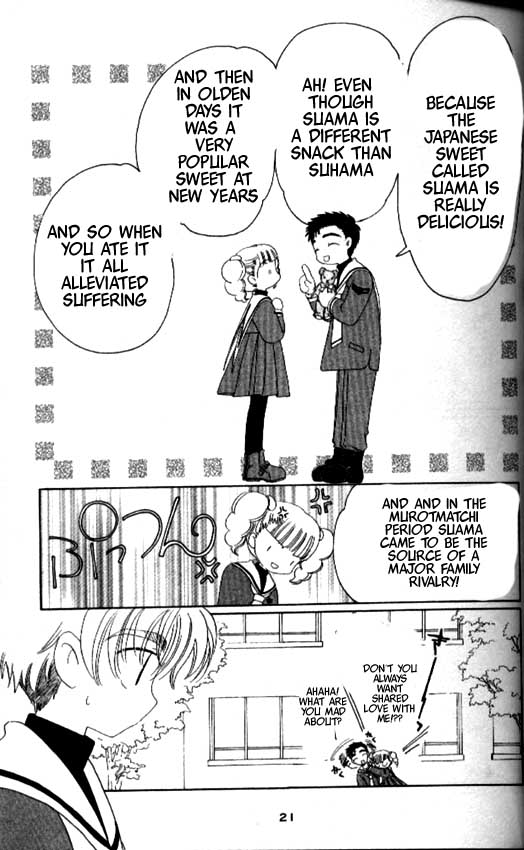 BECAUSE
THE
JAPANESE
SWEET
CALLED
SUAMA IS
REALLY
DELICIOUS!
AH! EVEN
THOUGH
SUAMA IS
A DIFFERENT
SNACK THAN
SUHAMA
AND THEN
IN OLDEN
DAYS IT
WAS A
VERY
POPULAR
SWEET AT
NEW YEARS
AND SO WHEN
YOU ATE IT
IT ALL
ALLEVIATED
SUFFERING
AND AND IN THE
MUROTMATCHI
PERIOD SUAMA
CAME TO BE THE
SOURCE OF A
MAJOR FAMILY
RIVALRY!
DON'T YOU
ALWAYS
WANT
SHARED
LOVE WITH
ME!??
AHAHA!
WHAT ARE
YOU MAD
ABOUT?
21